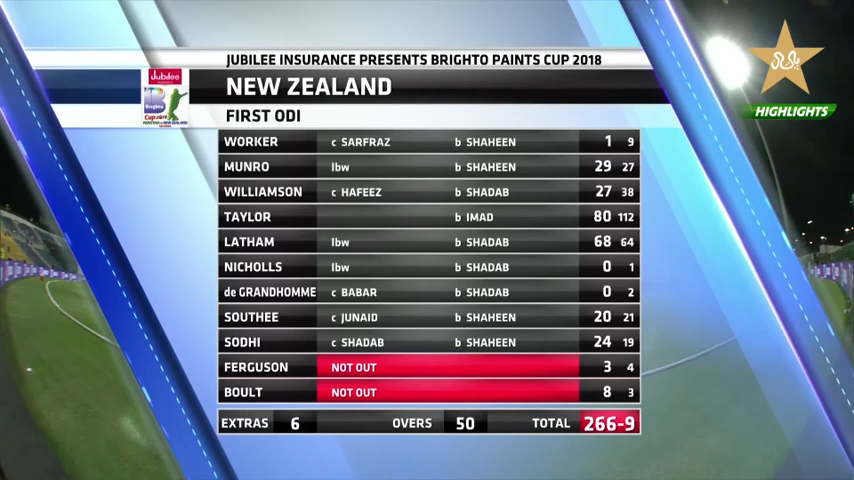 JUBILEE INSURANCE PRESENTS BRIGHTO PAINTS CUP 2018
Jubilee
NEW ZEALAND
Brighto
Cup 2018
FIRST ODI
HIGHLIGHTS
WORKER c SARFRAZ b SHAHEEN 1 9
MUNRO lbw b SHAHEEN 29 27
WILLIAMSON c HAFEEZ b SHADAB 27 38
TAYLOR b IMAD 80 112
LATHAM lbw b SHADAB 68 64
NICHOLLS lbw b SHADAB 0 1
de GRANDHOMME c BABAR b SHADAB 0 2
SOUTHEE c JUNAID b SHAHEEN 20 21
SODHI c SHADAB b SHAHEEN 24 19
FERGUSON NOT OUT 3 4
BOULT NOT OUT 8 3
EXTRAS 6 OVERS 50 TOTAL 266-9